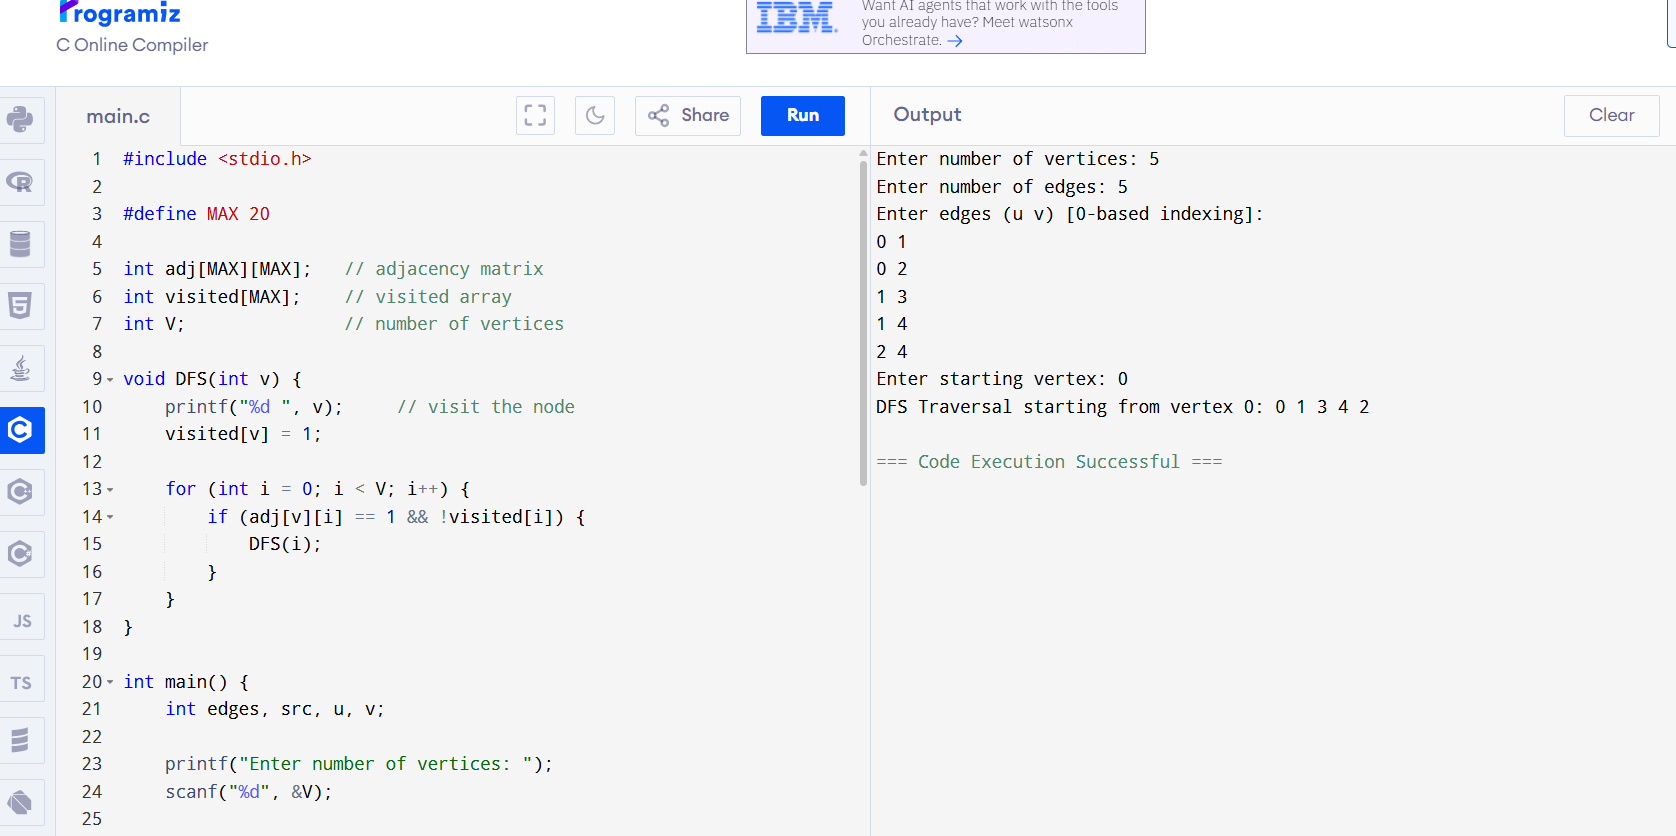 Programiz
C Online Compiler
IBM
Want AI agents that work with the tools
you already have? Meet watsonx
Orchestrate. →
main.c
Share
Run
Output
Clear
1 #include <stdio.h>
2
3 #define MAX 20
4
5 int adj[MAX][MAX];   // adjacency matrix
6 int visited[MAX];    // visited array
7 int V;               // number of vertices
8
9 void DFS(int v) {
10     printf("%d ", v);     // visit the node
11     visited[v] = 1;
12
13     for (int i = 0; i < V; i++) {
14         if (adj[v][i] == 1 && !visited[i]) {
15             DFS(i);
16         }
17     }
18 }
19
20 int main() {
21     int edges, src, u, v;
22
23     printf("Enter number of vertices: ");
24     scanf("%d", &V);
25
Enter number of vertices: 5
Enter number of edges: 5
Enter edges (u v) [0-based indexing]:
0 1
0 2
1 3
1 4
2 4
Enter starting vertex: 0
DFS Traversal starting from vertex 0: 0 1 3 4 2
=== Code Execution Successful ===
R
5
C
C
C
JS
TS